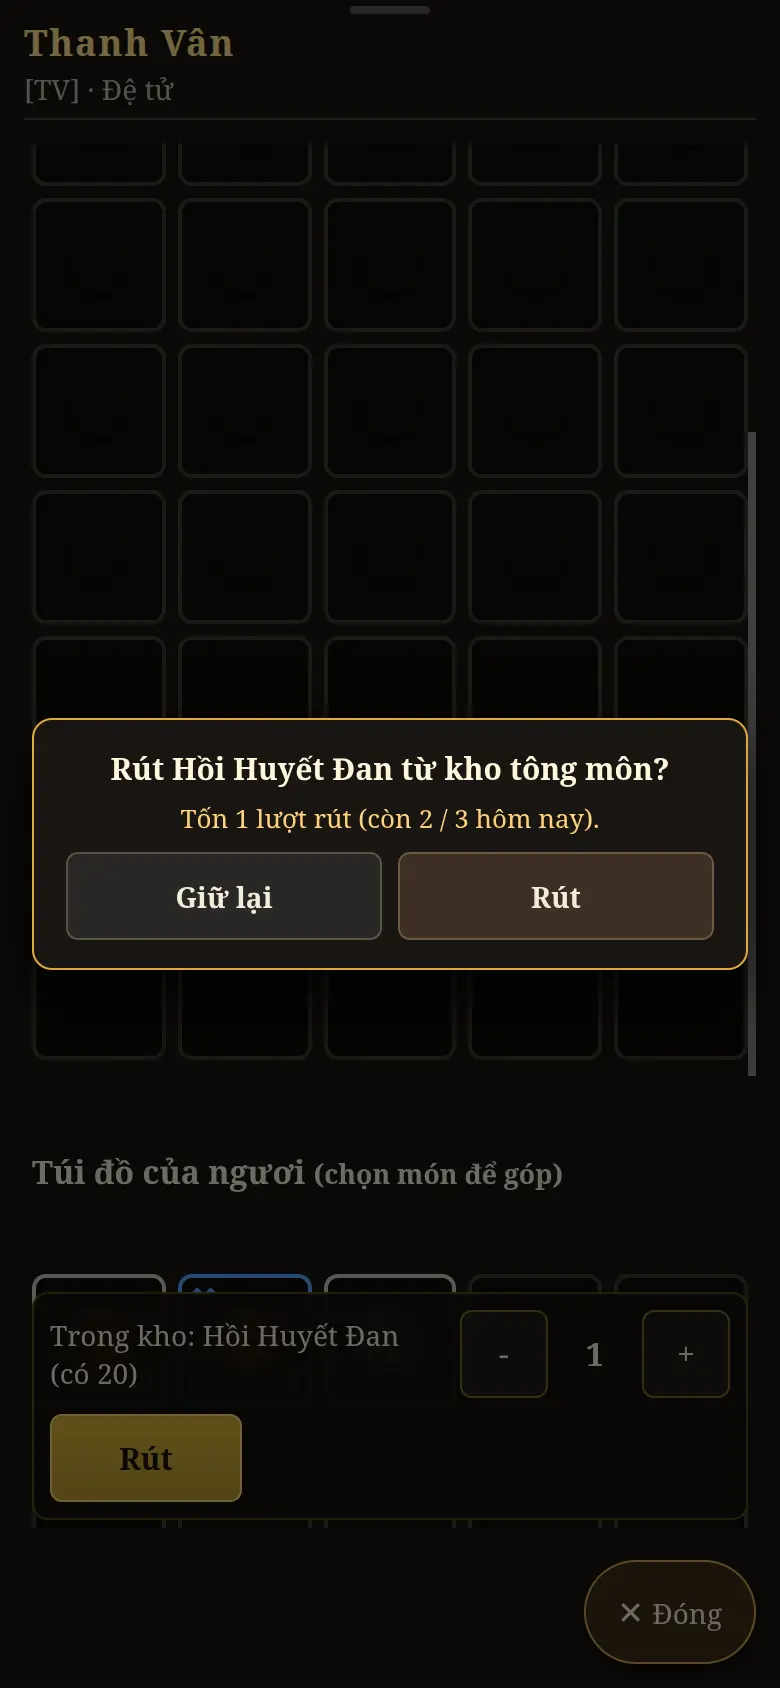 Thanh Vân
[TV] · Đệ tử
Rút Hồi Huyết Đan từ kho tông môn?
Tốn 1 lượt rút (còn 2 / 3 hôm nay).
Giữ lại
Rút
Túi đồ của ngươi (chọn món để góp)
Trong kho: Hồi Huyết Đan
(có 20)
-
1
+
Rút
✕ Đóng